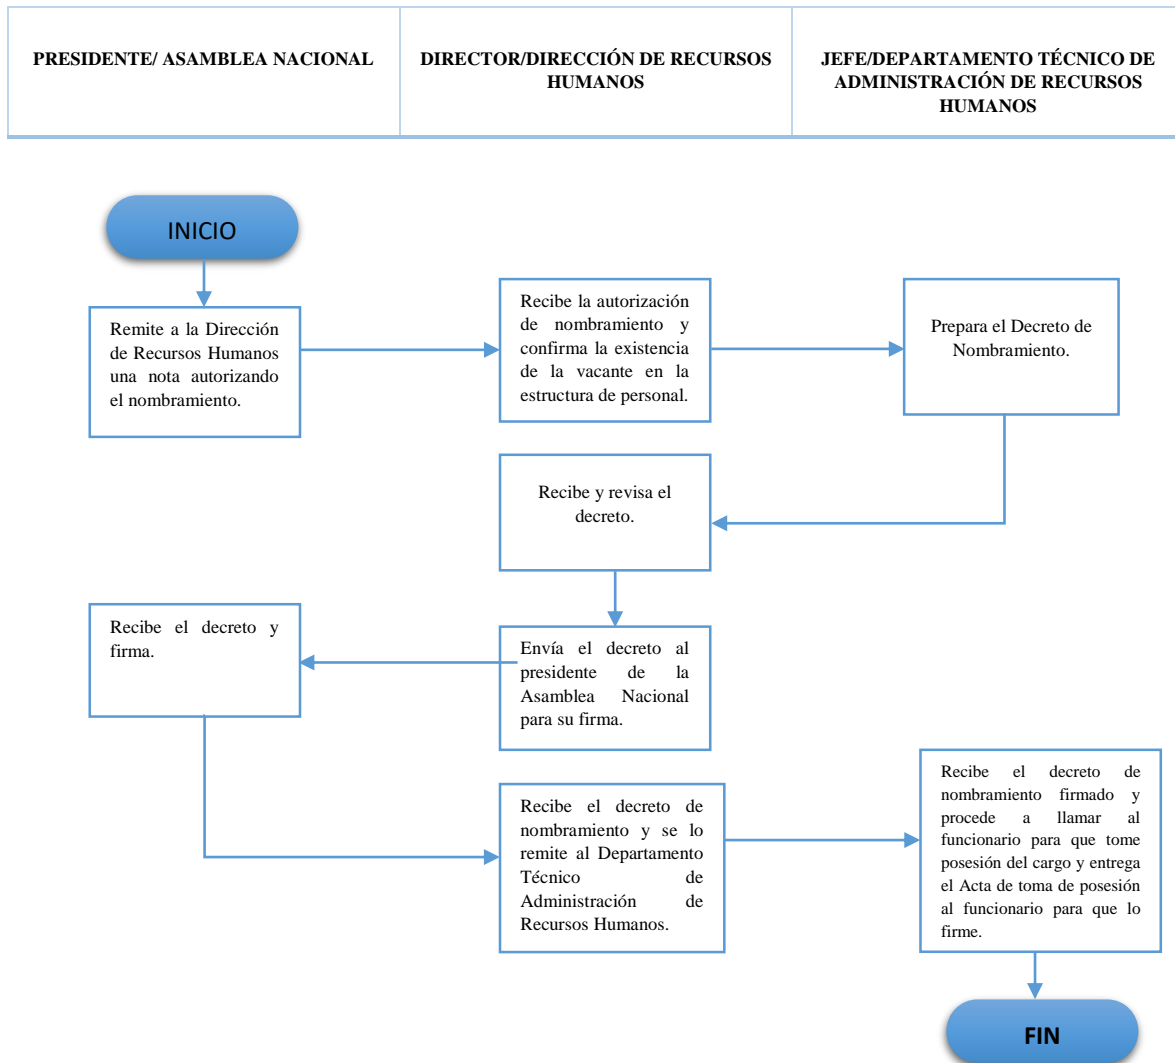 PRESIDENTE/ ASAMBLEA NACIONAL
DIRECTOR/DIRECCIÓN DE RECURSOS
HUMANOS
JEFE/DEPARTAMENTO TÉCNICO DE
ADMINISTRACIÓN DE RECURSOS
HUMANOS
INICIO
Remite a la Dirección
de Recursos Humanos
una nota autorizando
el nombramiento.
Recibe la autorización
de nombramiento y
confirma la existencia
de la vacante en la
estructura de personal.
Prepara el Decreto de
Nombramiento.
Recibe y revisa el
decreto.
Envía el decreto al
presidente de la
Asamblea Nacional
para su firma.
Recibe el decreto y
firma.
Recibe el decreto de
nombramiento y se lo
remite al Departamento
Técnico de
Administración de
Recursos Humanos.
Recibe el decreto de
nombramiento firmado y
procede a llamar al
funcionario para que tome
posesión del cargo y entrega
el Acta de toma de posesión
al funcionario para que lo
firme.
FIN